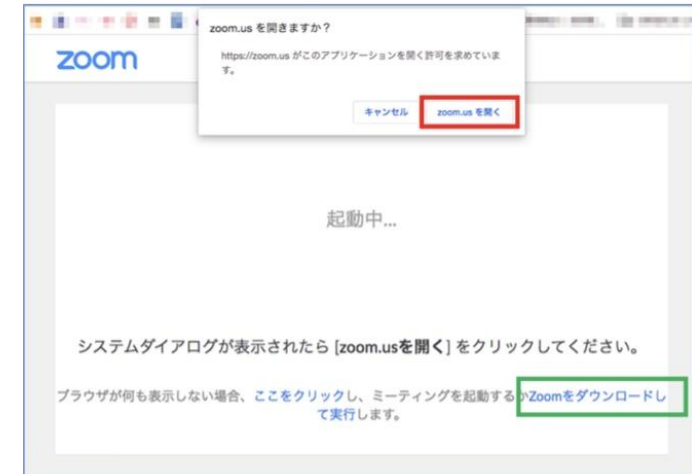 zoom.us を開きますか？
https://zoom.us がこのアプリケーションを開く許可を求めていま
す。
キャンセル zoom.us を開く
zoom
起動中...
システムダイアログが表示されたら [zoom.usを開く] をクリックしてください。
ブラウザが何も表示しない場合、ここをクリックし、ミーティングを起動するかZoomをダウンロードし
て実行します。